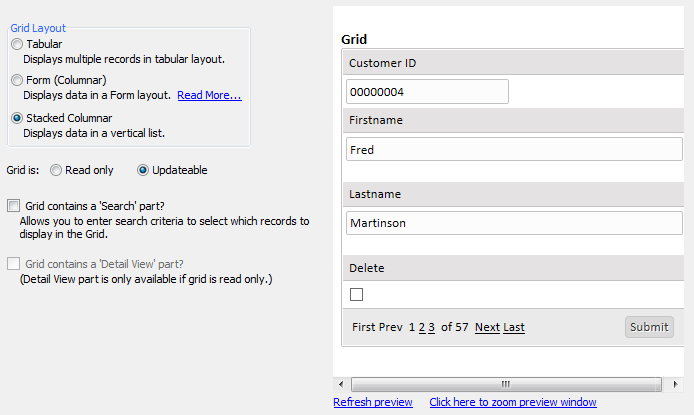 Grid Layout
Tabular
Displays multiple records in tabular layout.
Form (Columnar)
Displays data in a Form layout. Read More...
Stacked Columnar
Displays data in a vertical list.
Grid is: Read only Updateable
Grid contains a 'Search' part?
Allows you to enter search criteria to select which records to
display in the Grid.
Grid contains a 'Detail View' part?
(Detail View part is only available if grid is read only.)
Grid
Customer ID
00000004
Firstname
Fred
Lastname
Martinson
Delete
First Prev 1 2 3 of 57 Next Last Submit
Refresh preview Click here to zoom preview window